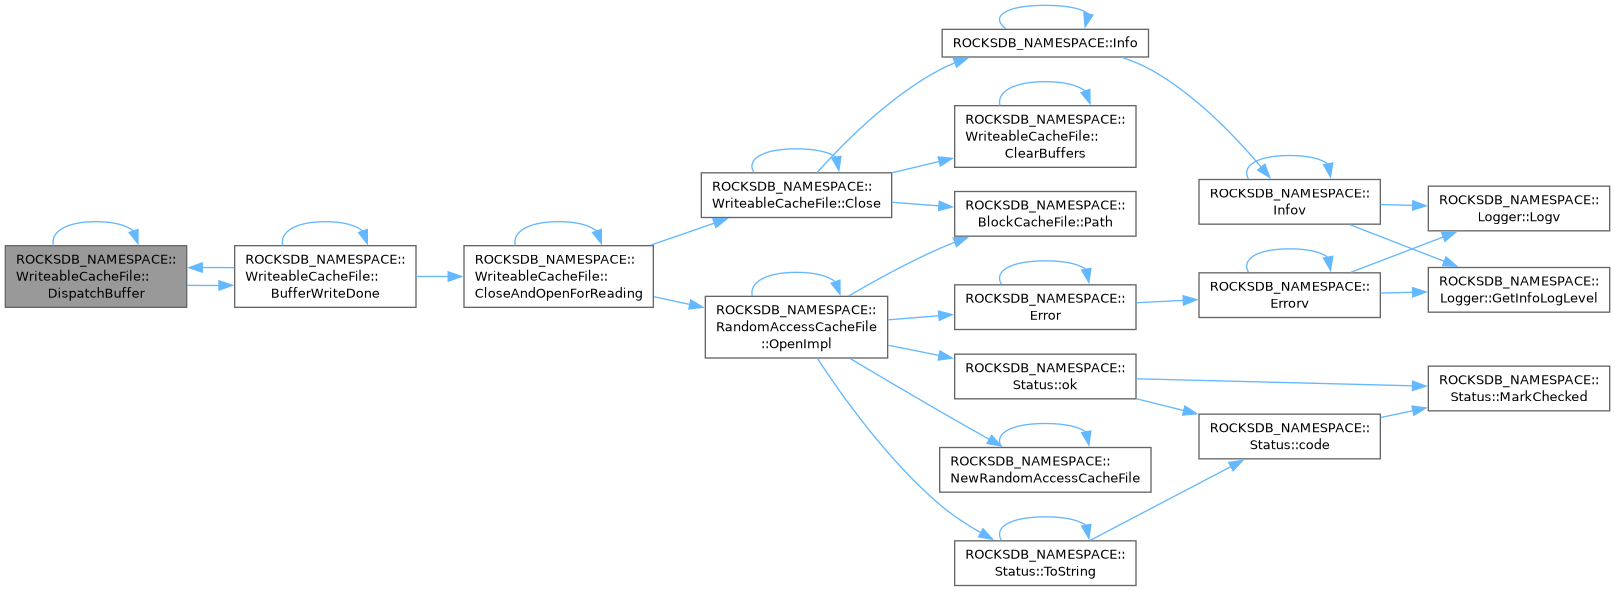 ROCKSDB_NAMESPACE::
WriteableCacheFile::
DispatchBuffer
ROCKSDB_NAMESPACE::
WriteableCacheFile::
BufferWriteDone
ROCKSDB_NAMESPACE::
WriteableCacheFile::
CloseAndOpenForReading
ROCKSDB_NAMESPACE::
WriteableCacheFile::Close
ROCKSDB_NAMESPACE::
RandomAccessCacheFile
::OpenImpl
ROCKSDB_NAMESPACE::Info
ROCKSDB_NAMESPACE::
WriteableCacheFile::
ClearBuffers
ROCKSDB_NAMESPACE::
BlockCacheFile::Path
ROCKSDB_NAMESPACE::
Error
ROCKSDB_NAMESPACE::
Status::ok
ROCKSDB_NAMESPACE::
NewRandomAccessCacheFile
ROCKSDB_NAMESPACE::
Status::ToString
ROCKSDB_NAMESPACE::
Infov
ROCKSDB_NAMESPACE::
Errorv
ROCKSDB_NAMESPACE::
Status::code
ROCKSDB_NAMESPACE::
Logger::Logv
ROCKSDB_NAMESPACE::
Logger::GetInfoLogLevel
ROCKSDB_NAMESPACE::
Status::MarkChecked